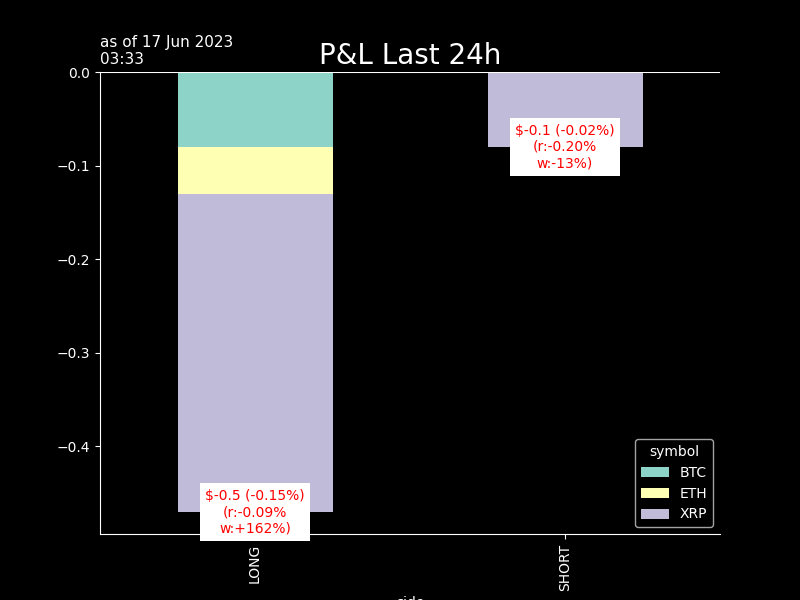 as of 17 Jun 2023
03:33
P&L Last 24h
0.0
−0.1
−0.2
−0.3
−0.4
$-0.1 (-0.02%)
(r:-0.20%
w:-13%)
$-0.5 (-0.15%)
(r:-0.09%
w:+162%)
symbol
BTC
ETH
XRP
LONG
SHORT
side